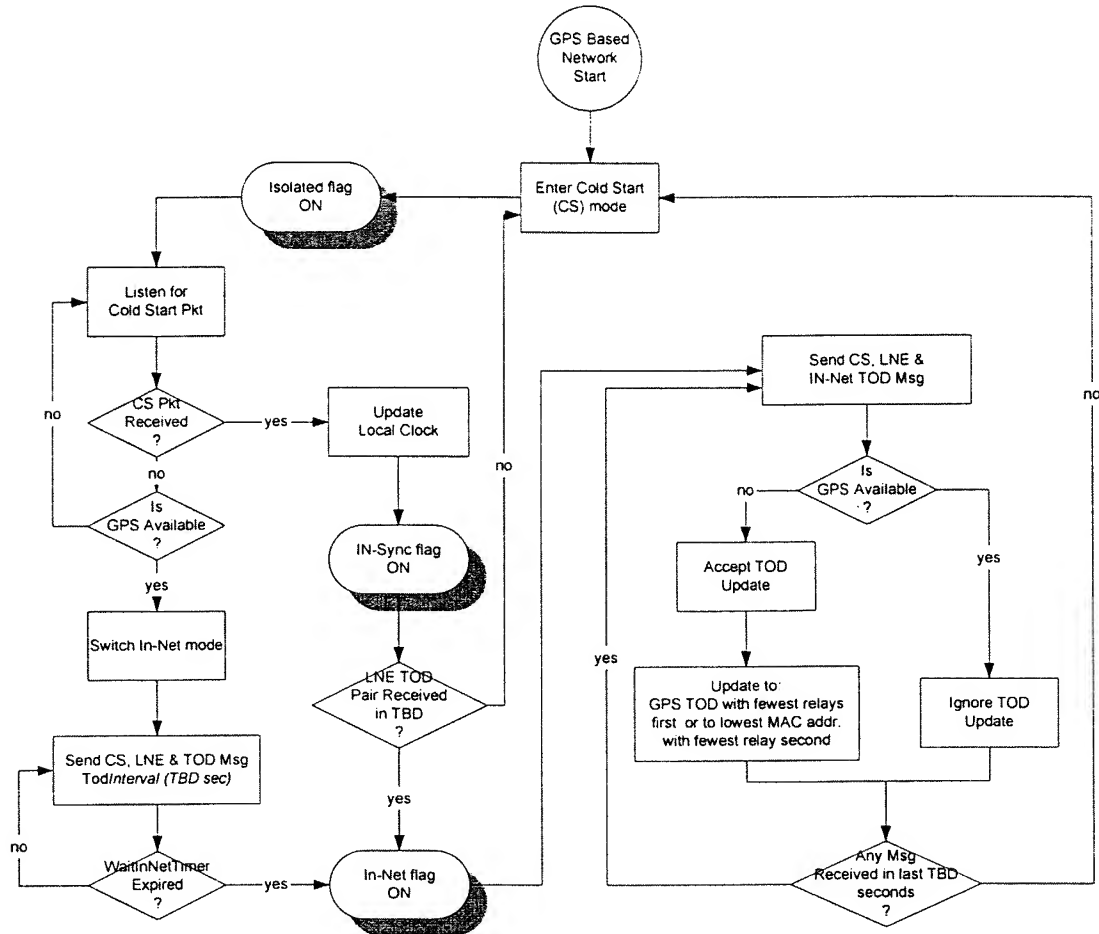 GPS Based
Network
Start
Enter Cold Start
(CS) mode
Isolated flag
ON
Listen for
Cold Start Pkt
no
CS Pkt
Received
?
yes
Update
Local Clock
no
no
Is
GPS Available
?
yes
IN-Sync flag
ON
Switch In-Net mode
LNE TOD
Pair Received
in TBD
?
Send CS, LNE & TOD Msg
TodInterval (TBD sec)
yes
no
WaitInNetTimer
Expired
?
yes
In-Net flag
ON
Send CS, LNE &
IN-Net TOD Msg
no
Is
GPS Available
?
no
yes
Accept TOD
Update
yes
Update to:
GPS TOD with fewest relays
first or to lowest MAC addr.
with fewest relay second
Ignore TOD
Update
Any Msg
Received in last TBD
seconds
?